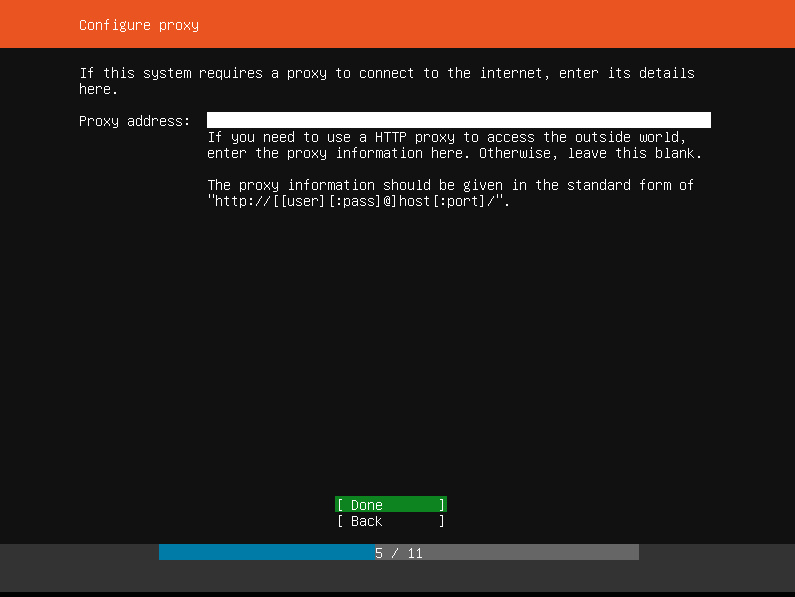 Configure proxy
If this system requires a proxy to connect to the internet, enter its details
here.
Proxy address:
If you need to use a HTTP proxy to access the outside world,
enter the proxy information here. Otherwise, leave this blank.
The proxy information should be given in the standard form of
"http://[[user][:pass]@]host[:port]/".
[ Done ]
[ Back ]
5 / 11